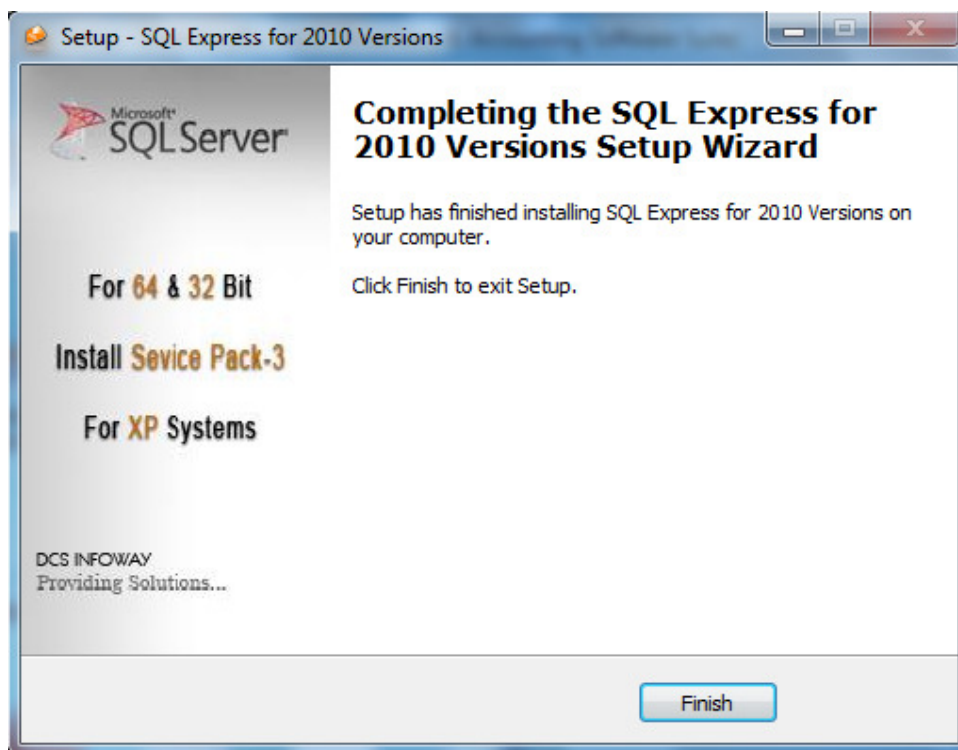 Setup - SQL Express for 2010 Versions
Microsoft
SQL Server
For 64 & 32 Bit
Install Sevice Pack-3
For XP Systems
DCS INFOWAY
Providing Solutions...
Completing the SQL Express for
2010 Versions Setup Wizard
Setup has finished installing SQL Express for 2010 Versions on
your computer.
Click Finish to exit Setup.
Finish